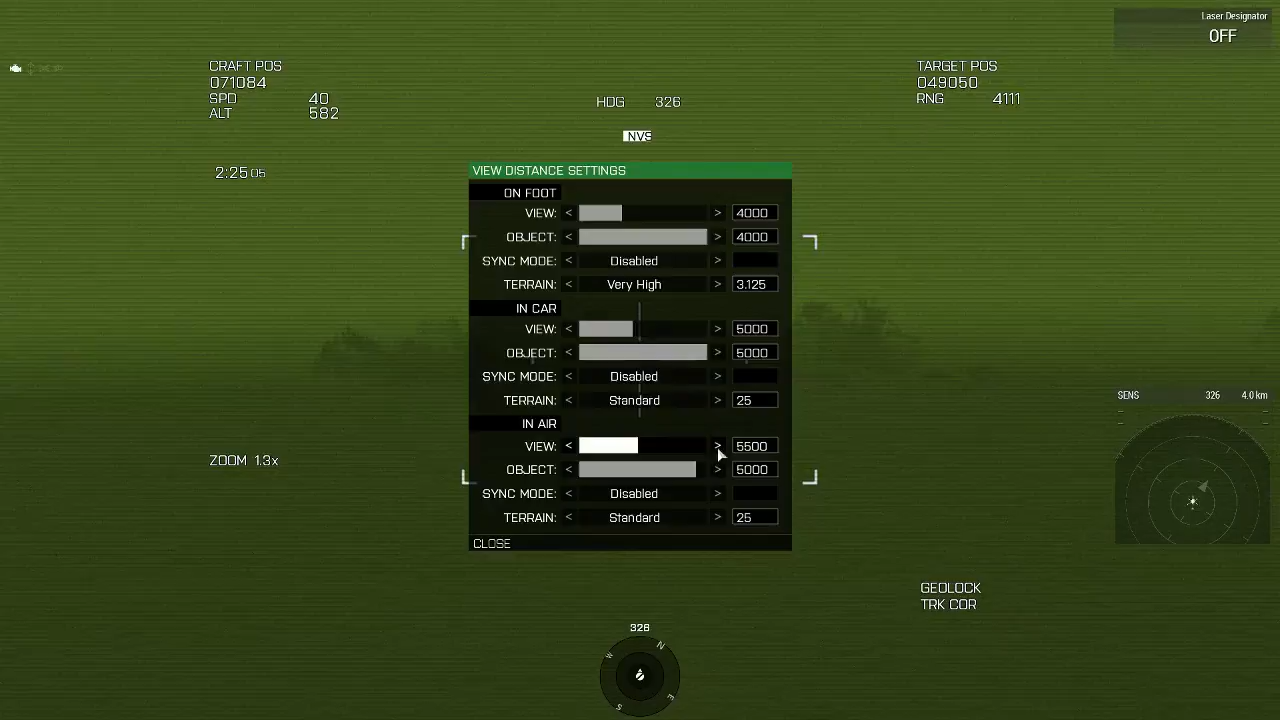 Laser Designator
OFF
CRAFT POS
071084
SPD 40
ALT 582
HDG 326
TARGET POS
049050
RNG 4111
NVS
2:25:05
VIEW DISTANCE SETTINGS
ON FOOT
VIEW: < > 4000
OBJECT: < > 4000
SYNC MODE: < Disabled >
TERRAIN: < Very High > 3.125
IN CAR
VIEW: < > 5000
OBJECT: < > 5000
SYNC MODE: < Disabled >
TERRAIN: < Standard > 25
IN AIR
VIEW: < > 5500
OBJECT: < > 5000
SYNC MODE: < Disabled >
TERRAIN: < Standard > 25
CLOSE
SENS 326 4.0 km
ZOOM 1.3x
GEOLOCK
TRK COR
326
N
W
E
S